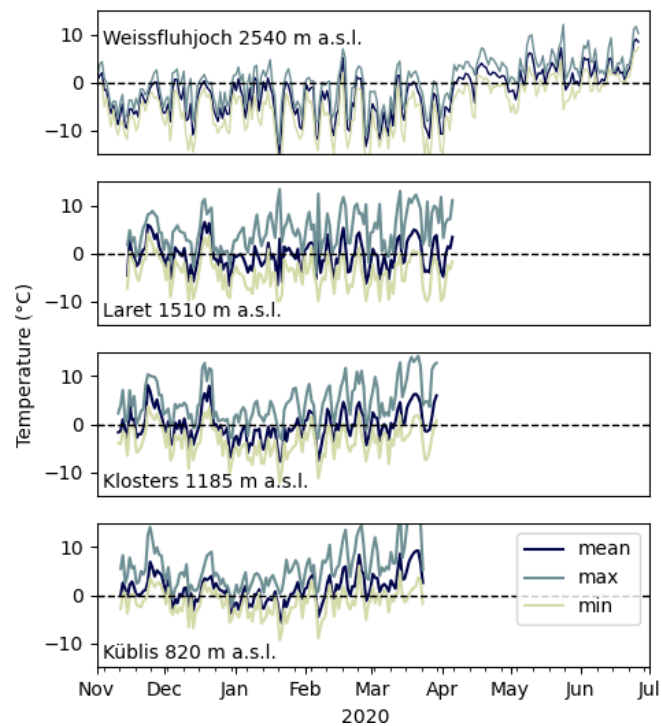 10
0
−10
Weissfluhjoch 2540 m a.s.l.
10
0
−10
Laret 1510 m a.s.l.
Temperature (°C)
10
0
−10
Klosters 1185 m a.s.l.
10
0
−10
mean
max
min
Küblis 820 m a.s.l.
Nov Dec Jan Feb Mar Apr May Jun Jul
2020